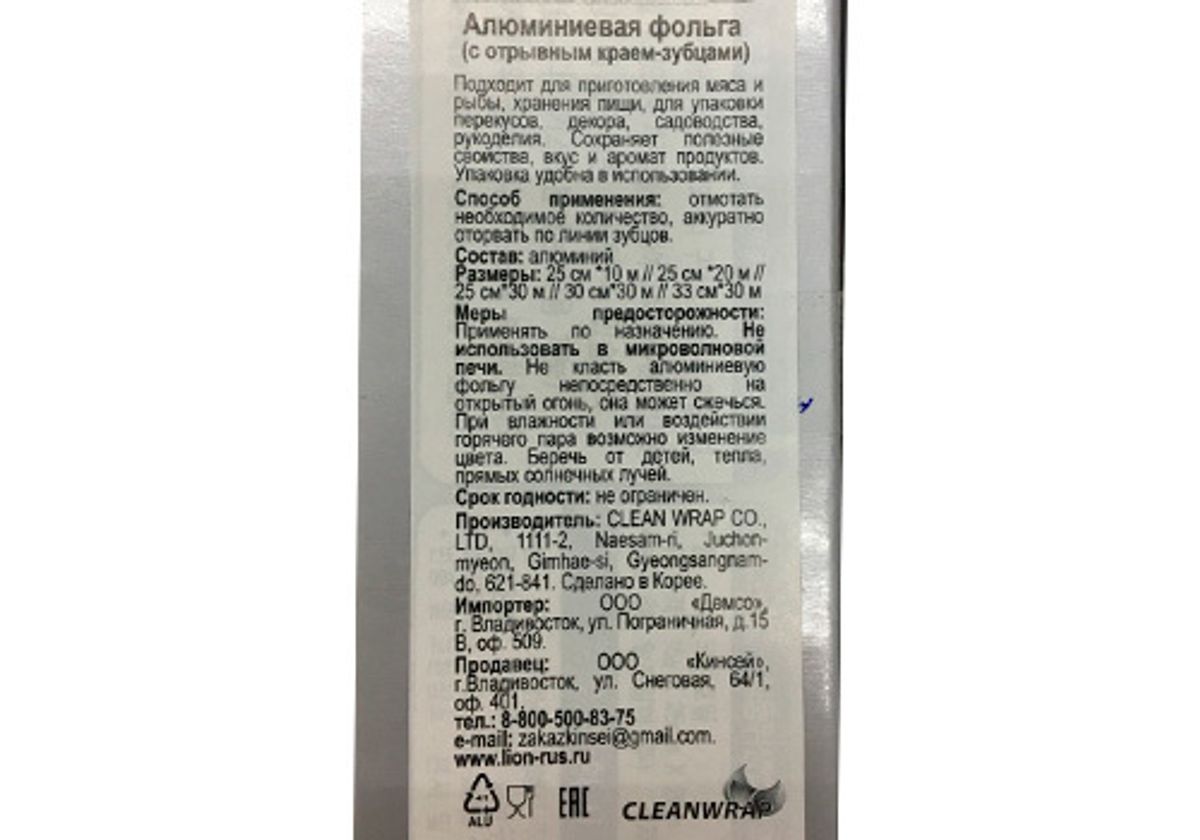 Алюминиевая фольга
(с отрывным краем-зубцами)
Подходит для приготовления мяса и
рыбы, хранения пищи, для упаковки
перекусов, декора, садоводства,
рукоделия. Сохраняет полезные
свойства, вкус и аромат продуктов.
Упаковка удобна в использовании.
Способ применения: отмотать
необходимое количество, аккуратно
оторвать по линии зубцов.
Состав: алюминий
Размеры: 25 см *10 м // 25 см *20 м //
25 см*30 м // 30 см*30 м // 33 см*30 м
Меры предосторожности:
Применять по назначению. Не
использовать в микроволновой
печи. Не класть алюминиевую
фольгу непосредственно на
открытый огонь, она может сжечься.
При влажности или воздействии
горячего пара возможно изменение
цвета. Беречь от детей, тепла,
прямых солнечных лучей.
Срок годности: не ограничен.
Производитель: CLEAN WRAP CO.,
LTD, 1111-2, Naesam-ri, Juchon-
myeon, Gimhae-si, Gyeongsangnam-
do, 621-841. Сделано в Корее.
Импортер: ООО «Демсо»,
г. Владивосток, ул. Пограничная, д.15
В, оф. 509.
Продавец: ООО «Кинсей»,
г.Владивосток, ул. Снеговая, 64/1,
оф. 401.
тел.: 8-800-500-83-75
e-mail: zakazkinsei@gmail.com.
www.lion-rus.ru
ALU
EAC
CLEANWRAP